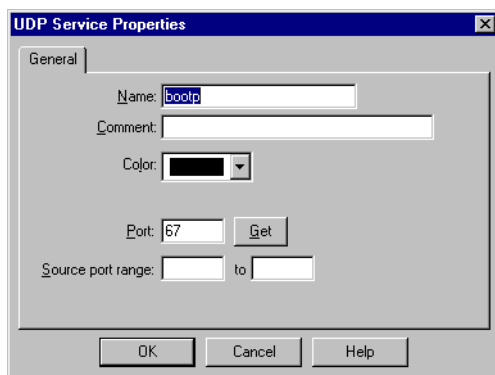 UDP Service Properties
General
Name: bootp
Comment:
Color:
Port: 67 Get
Source port range: to
OK Cancel Help